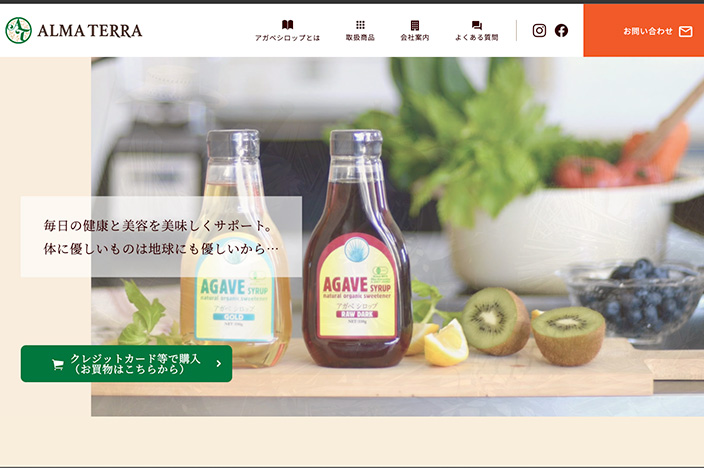 ALMA TERRA
アガベシロップとは
取扱商品
会社案内
よくある質問
お問い合わせ
毎日の健康と美容を美味しくサポート。
体に優しいものは地球にも優しいから…
AGAVE SYRUP
natural organic sweetener
アガベシロップ
GOLD
AGAVE SYRUP
natural organic sweetener
アガベシロップ
RAW DARK
クレジットカード等で購入
（お買物はこちらから）